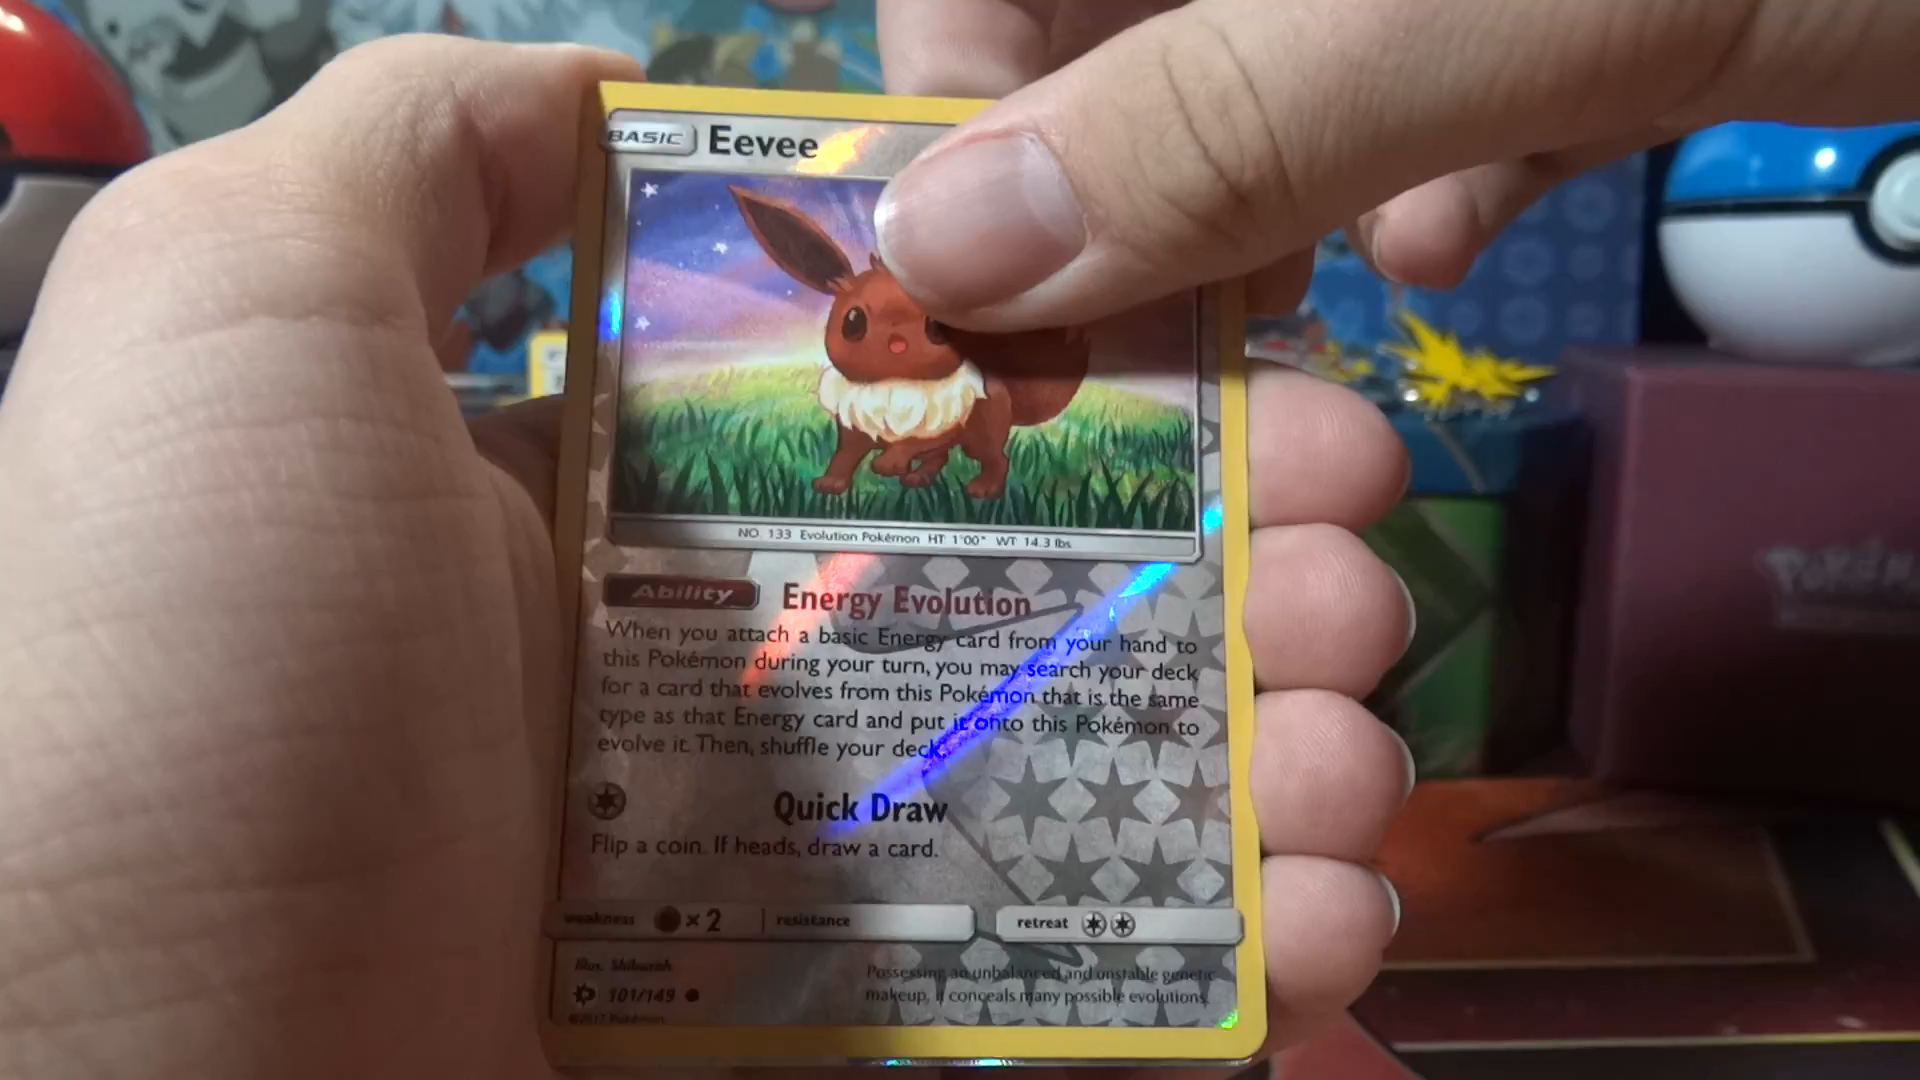 BASIC Eevee
NO. 133 Evolution Pokémon HT: 1'00" WT: 14.3 lbs.
Ability Energy Evolution
When you attach a basic Energy card from your hand to
this Pokémon during your turn, you may search your deck
for a card that evolves from this Pokémon that is the same
type as that Energy card and put it onto this Pokémon to
evolve it. Then, shuffle your deck.
Quick Draw
Flip a coin. If heads, draw a card.
weakness ×2 resistance retreat
Illus. Shibuzoh
Possessing an unbalanced and unstable genetic
makeup, it conceals many possible evolutions.
101/149
©2017 Pokémon
POKÉM